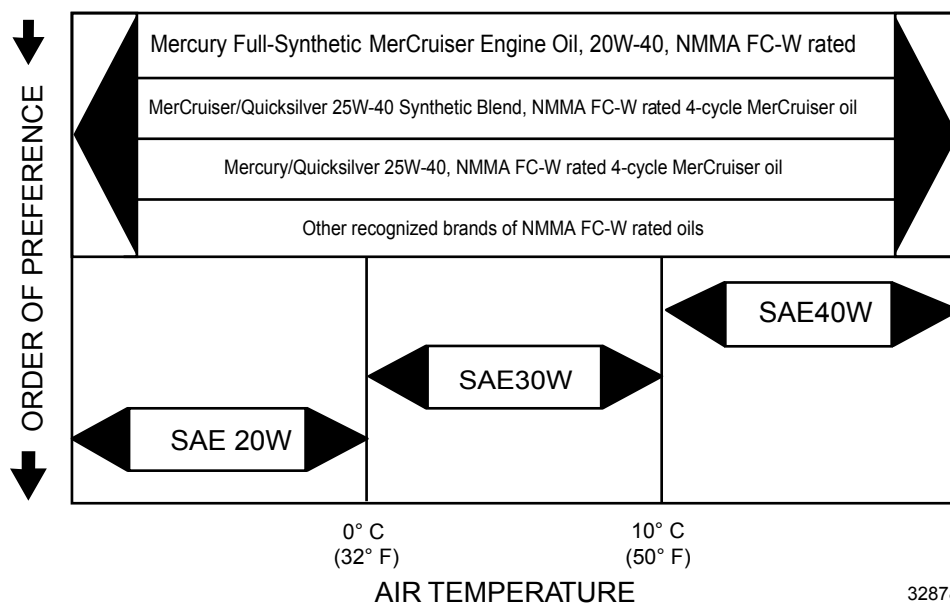 ORDER OF PREFERENCE
Mercury Full-Synthetic MerCruiser Engine Oil, 20W-40, NMMA FC-W rated
MerCruiser/Quicksilver 25W-40 Synthetic Blend, NMMA FC-W rated 4-cycle MerCruiser oil
Mercury/Quicksilver 25W-40, NMMA FC-W rated 4-cycle MerCruiser oil
Other recognized brands of NMMA FC-W rated oils
SAE40W
SAE30W
SAE 20W
0° C
(32° F)
10° C
(50° F)
AIR TEMPERATURE
3287